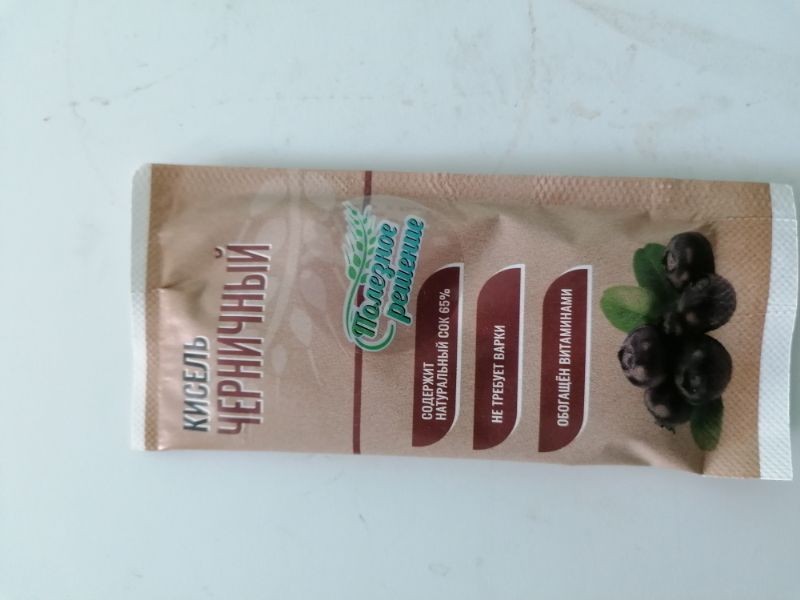 КИСЕЛЬ
ЧЕРНИЧНЫЙ
Полезное
решение
СОДЕРЖИТ
НАТУРАЛЬНЫЙ СОК 65%
НЕ ТРЕБУЕТ ВАРКИ
ОБОГАЩЁН ВИТАМИНАМИ